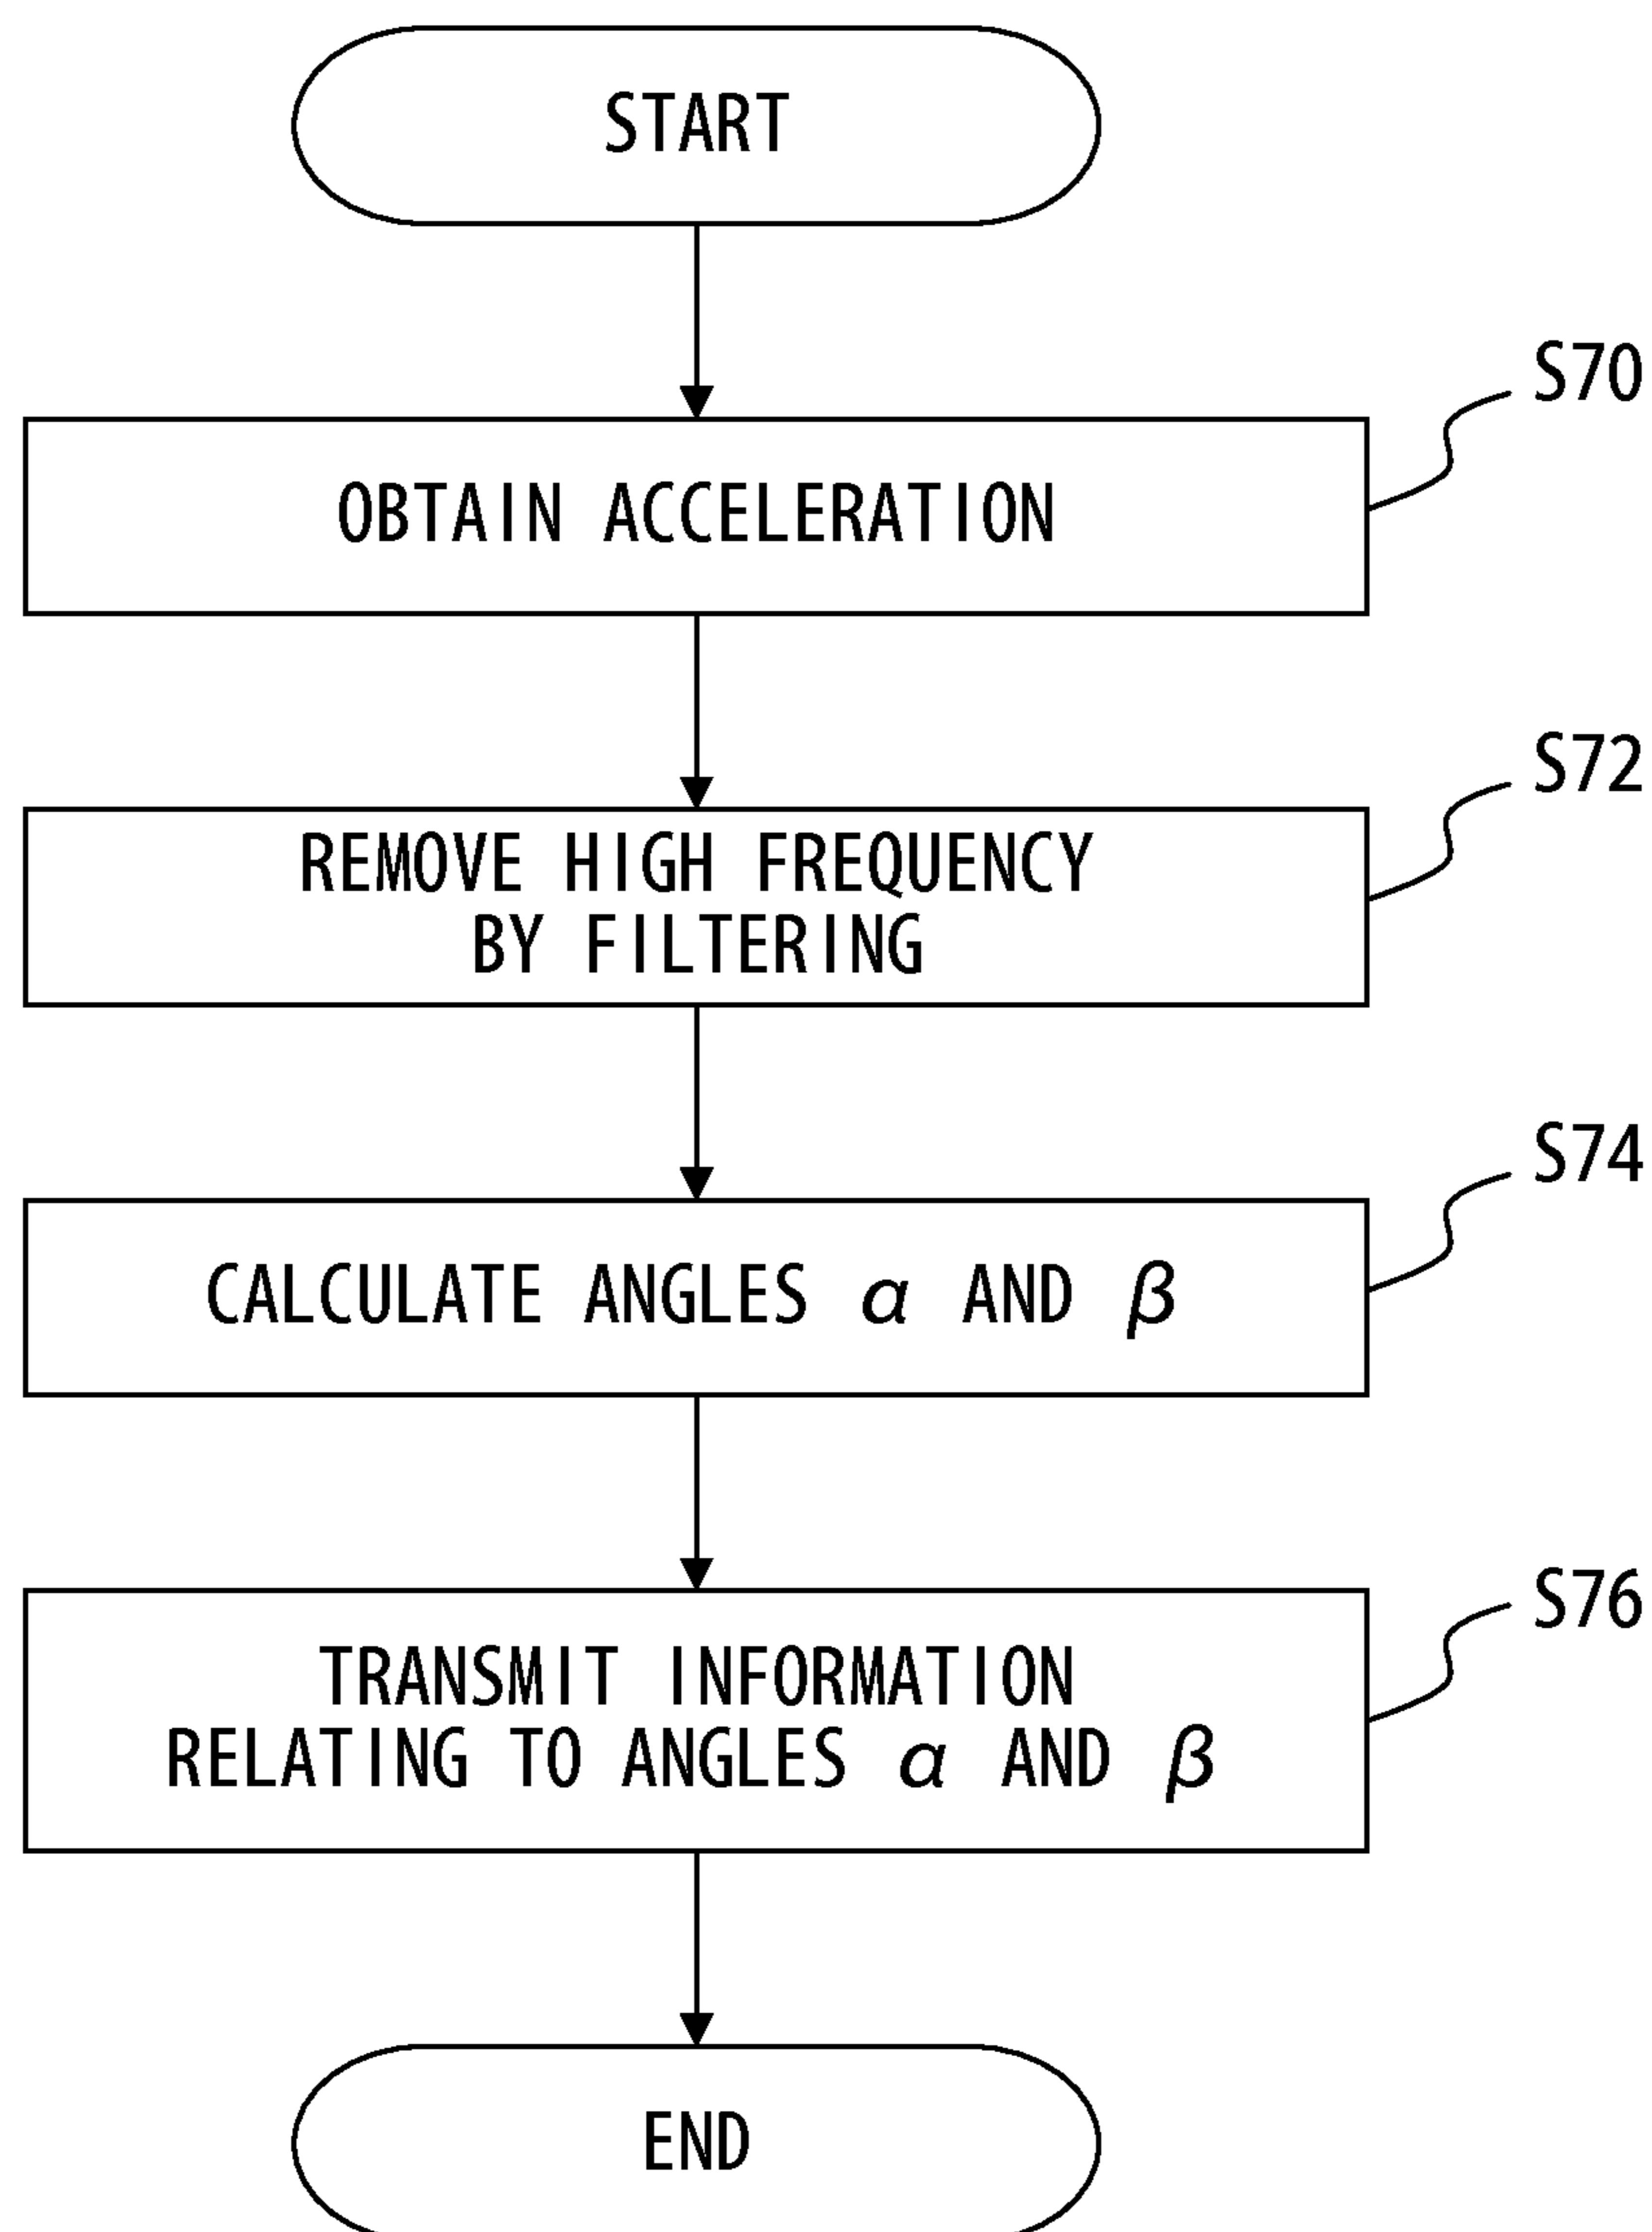 START
S70
OBTAIN ACCELERATION
S72
REMOVE HIGH FREQUENCY
BY FILTERING
S74
CALCULATE ANGLES α AND β
S76
TRANSMIT INFORMATION
RELATING TO ANGLES α AND β
END